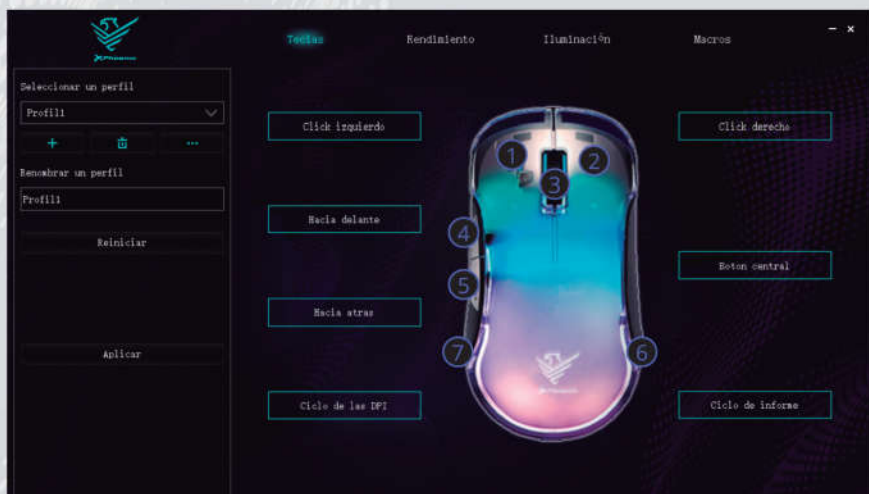 Teclas
Rendimiento
Iluminación
Macros
XPhoenix
Seleccionar un perfil
Profil1
Renombrar un perfil
Profil1
Reiniciar
Aplicar
Click izquierdo
Hacia delante
Hacia atras
Ciclo de las DPI
1
2
3
4
5
6
7
Click derecho
Boton central
Ciclo de informe